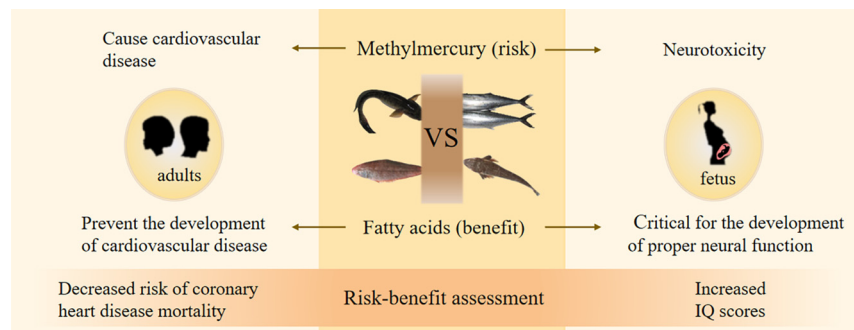 Cause cardiovascular
disease
Methylmercury (risk)
Neurotoxicity
VS
adults
fetus
Prevent the development
of cardiovascular disease
Fatty acids (benefit)
Critical for the development
of proper neural function
Decreased risk of coronary
heart disease mortality
Risk-benefit assessment
Increased
IQ scores